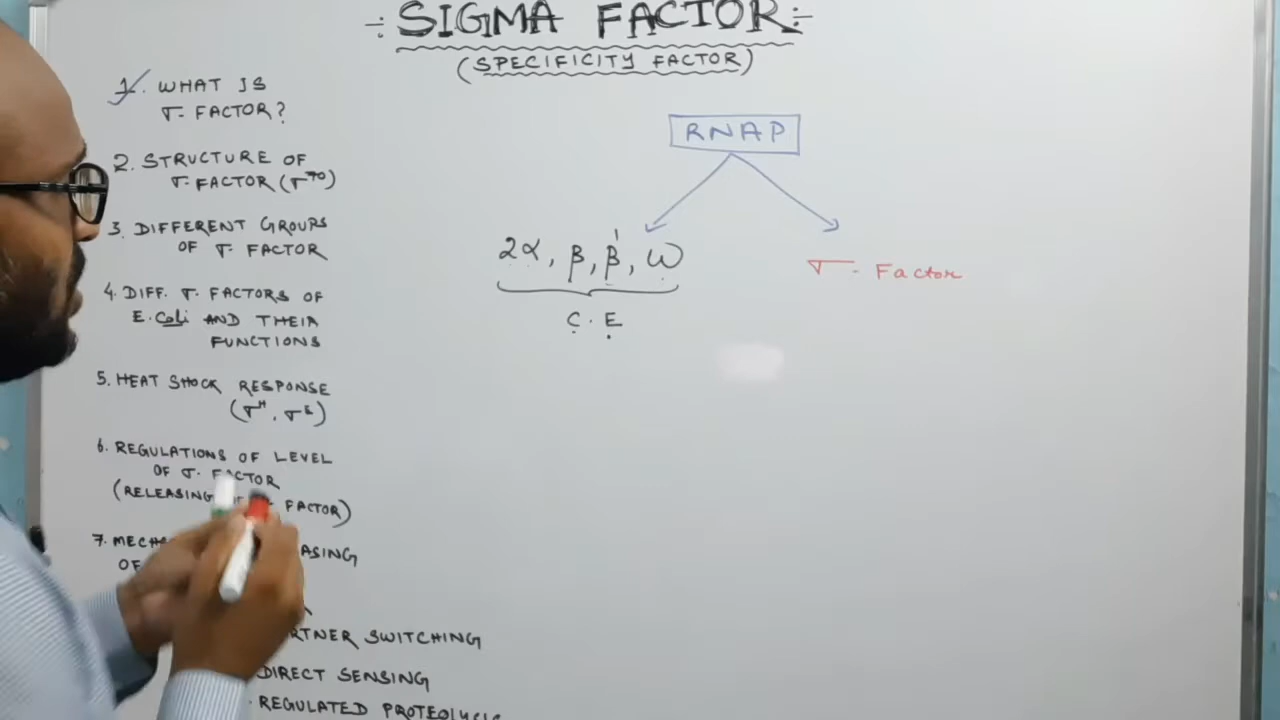 ÷ SIGMA FACTOR ÷
(SPECIFICITY FACTOR)
1. WHAT IS
σ- FACTOR?
2. STRUCTURE OF
σ-FACTOR (σ⁷⁰)
3. DIFFERENT GROUPS
OF σ- FACTOR
4. DIFF. σ- FACTORS OF
E. Coli AND THEIR
FUNCTIONS
5. HEAT SHOCK RESPONSE
(σᴴ, σᴱ)
6. REGULATIONS OF LEVEL
OF σ- FACTOR
(RELEASING FACTOR)
7.
OF
SWITCHING
DIRECT SENSING
REGULATED PROTEOLYSIS
RNAP
2α, β, β', ω
C. E
σ- Factor